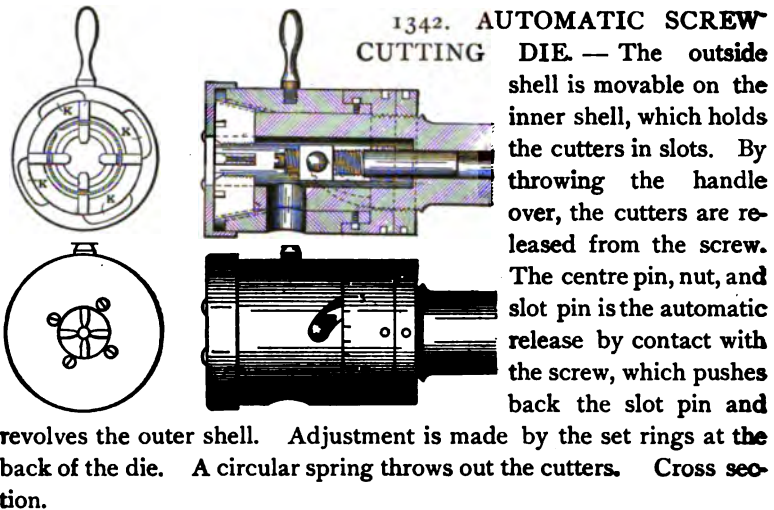 1342. AUTOMATIC SCREW
CUTTING DIE. — The outside
shell is movable on the
inner shell, which holds
the cutters in slots. By
throwing the handle
over, the cutters are re-
leased from the screw.
The centre pin, nut, and
slot pin is the automatic
release by contact with
the screw, which pushes
back the slot pin and
revolves the outer shell. Adjustment is made by the set rings at the
back of the die. A circular spring throws out the cutters. Cross sec-
tion.
K
K
K
K